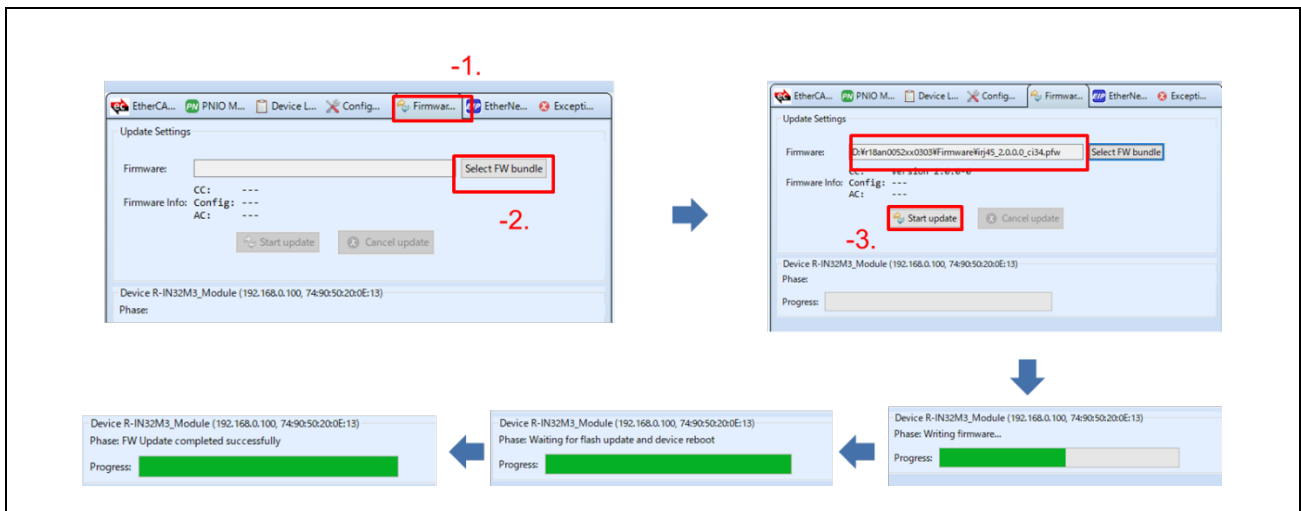 -1.
EtherCA... PNIO M... Device L... Config... Firmwar... EtherNe... Excepti...
Update Settings
Firmware: Select FW bundle
CC: ---
Firmware Info: Config: ---
AC: ---
-2.
Start update Cancel update
Device R-IN32M3_Module (192.168.0.100, 74:90:50:20:0E:13)
Phase:
EtherCA... PNIO M... Device L... Config... Firmwar... EtherNe... Excepti...
Update Settings
Firmware: D:¥r18an0052xx0303¥Firmware¥irj45_2.0.0.0_ci34.pfw Select FW bundle
CC: Version 2.0.0-0
Firmware Info: Config: ---
AC: ---
Start update Cancel update
-3.
Device R-IN32M3_Module (192.168.0.100, 74:90:50:20:0E:13)
Phase:
Progress:
Device R-IN32M3_Module (192.168.0.100, 74:90:50:20:0E:13)
Phase: Writing firmware...
Progress:
Device R-IN32M3_Module (192.168.0.100, 74:90:50:20:0E:13)
Phase: Waiting for flash update and device reboot
Progress:
Device R-IN32M3_Module (192.168.0.100, 74:90:50:20:0E:13)
Phase: FW Update completed successfully
Progress: